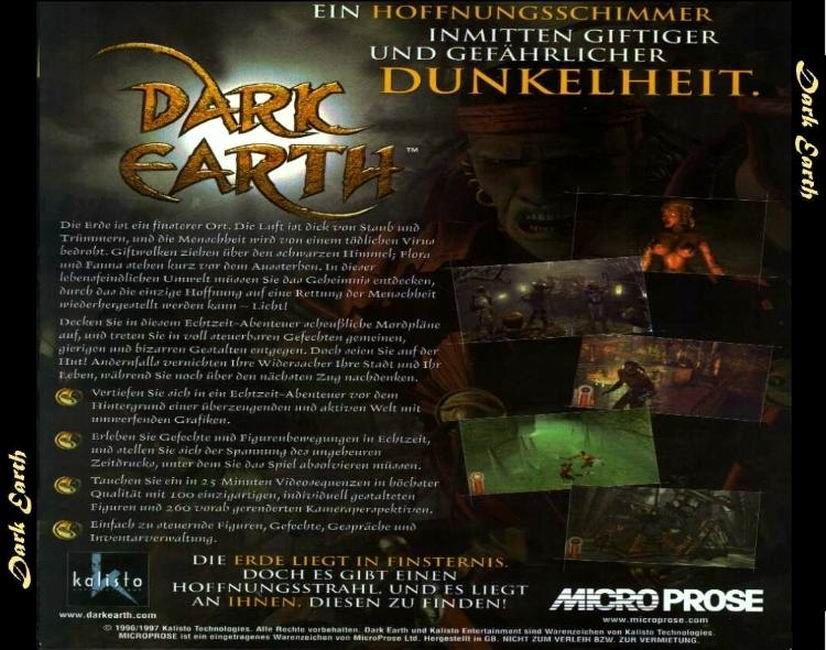 EIN HOFFNUNGSSCHIMMER
INMITTEN GIFTIGER
UND GEFÄHRLICHER
DUNKELHEIT.
DARK
EARTH™
Dark Earth
Dark Earth
Die Erde ist ein finsterer Ort. Die Luft ist dick von Staub und
Trümmern, und die Menschheit wird von einem tödlichen Virus
bedroht. Giftwolken ziehen über den schwarzen Himmel; Flora
und Fauna stehen kurz vor dem Aussterben. In dieser
lebensfeindlichen Umwelt müssen Sie das Geheimnis entdecken,
durch das die einzige Hoffnung auf eine Rettung der Menschheit
wiederhergestellt werden kann – Licht!
Decken Sie in diesem Echtzeit-Abenteuer scheußliche Mordpläne
auf, und treten Sie in voll steuerbaren Gefechten gemeinen,
gierigen und bizarren Gestalten entgegen. Doch seien Sie auf der
Hut! Andernfalls vernichten Ihre Widersacher Ihre Stadt und Ihr
Leben, während Sie noch über den nächsten Zug nachdenken.
Vertiefen Sie sich in ein Echtzeit-Abenteuer vor dem
Hintergrund einer überzeugenden und aktiven Welt mit
umwerfenden Grafiken.
Erleben Sie Gefechte und Figurenbewegungen in Echtzeit,
und stellen Sie sich der Spannung des ungeheuren
Zeitdrucks, unter dem Sie das Spiel absolvieren müssen.
Tauchen Sie ein in 25 Minuten Videosequenzen in höchster
Qualität mit 100 einzigartigen, individuell gestalteten
Figuren und 260 vorab gerenderten Kameraperspektiven.
Einfach zu steuernde Figuren, Gefechte, Gespräche und
Inventarverwaltung.
kalisto
www.darkearth.com
DIE ERDE LIEGT IN FINSTERNIS.
DOCH ES GIBT EINEN
HOFFNUNGSSTRAHL, UND ES LIEGT
AN IHNEN, DIESEN ZU FINDEN!
MICROPROSE
www.microprose.com
© 1996/1997 Kalisto Technologies. Alle Rechte vorbehalten. Dark Earth und Kalisto Entertainment sind Warenzeichen von Kalisto Technologies.
MICROPROSE ist ein eingetragenes Warenzeichen von MicroProse Ltd. Hergestellt in GB. NICHT ZUM VERLEIH BZW. ZUR VERMIETUNG.